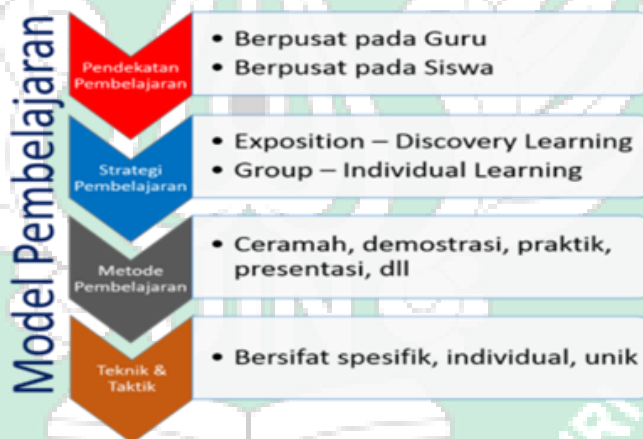 Model Pembelajaran
Pendekatan
Pembelajaran
• Berpusat pada Guru
• Berpusat pada Siswa
Strategi
Pembelajaran
• Exposition – Discovery Learning
• Group – Individual Learning
Metode
Pembelajaran
• Ceramah, demostrasi, praktik,
presentasi, dll
Teknik &
Taktik
• Bersifat spesifik, individual, unik